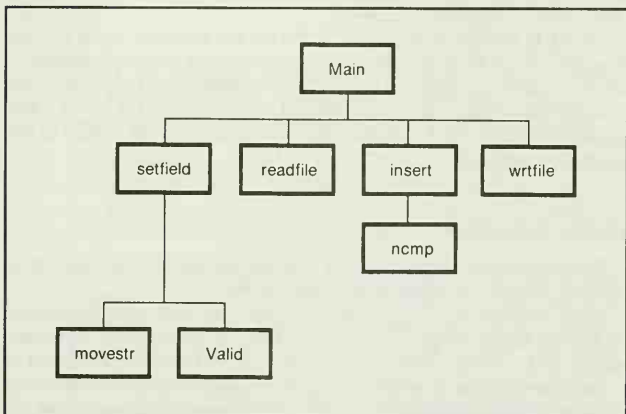 Main
setfield readfile insert wrtfile
ncmp
movestr Valid